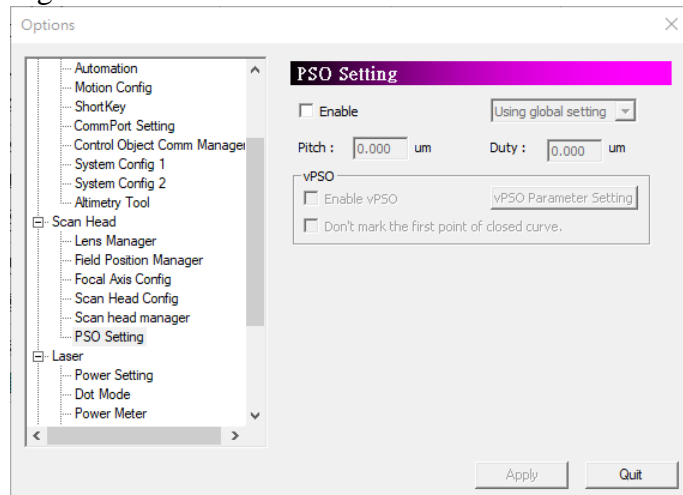 Options
Automation
Motion Config
ShortKey
CommPort Setting
Control Object Comm Manager
System Config 1
System Config 2
Altimetry Tool
Scan Head
Lens Manager
Field Position Manager
Focal Axis Config
Scan Head Config
Scan head manager
PSO Setting
Laser
Power Setting
Dot Mode
Power Meter
PSO Setting
Enable Using global setting
Pitch : 0.000 um Duty : 0.000 um
vPSO
Enable vPSO vPSO Parameter Setting
Don't mark the first point of closed curve.
Apply Quit